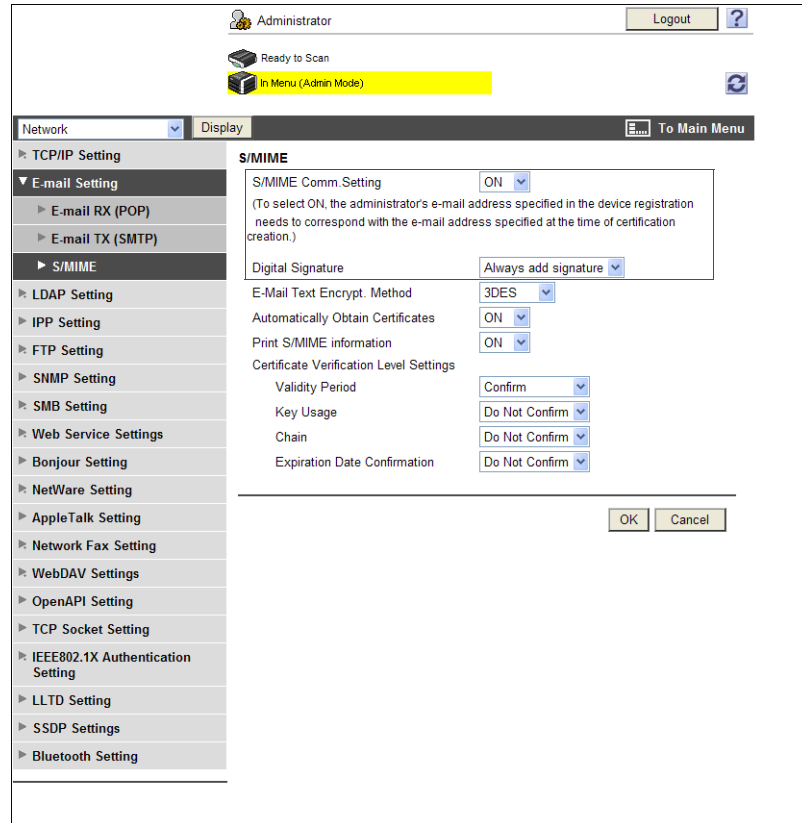 Administrator
Logout
?
Ready to Scan
In Menu (Admin Mode)
Network
Display
To Main Menu
TCP/IP Setting
E-mail Setting
E-mail RX (POP)
E-mail TX (SMTP)
S/MIME
LDAP Setting
IPP Setting
FTP Setting
SNMP Setting
SMB Setting
Web Service Settings
Bonjour Setting
NetWare Setting
AppleTalk Setting
Network Fax Setting
WebDAV Settings
OpenAPI Setting
TCP Socket Setting
IEEE802.1X Authentication
Setting
LLTD Setting
SSDP Settings
Bluetooth Setting
S/MIME
S/MIME Comm.Setting ON
(To select ON, the administrator's e-mail address specified in the device registration
needs to correspond with the e-mail address specified at the time of certification
creation.)
Digital Signature Always add signature
E-Mail Text Encrypt. Method 3DES
Automatically Obtain Certificates ON
Print S/MIME information ON
Certificate Verification Level Settings
Validity Period Confirm
Key Usage Do Not Confirm
Chain Do Not Confirm
Expiration Date Confirmation Do Not Confirm
OK Cancel